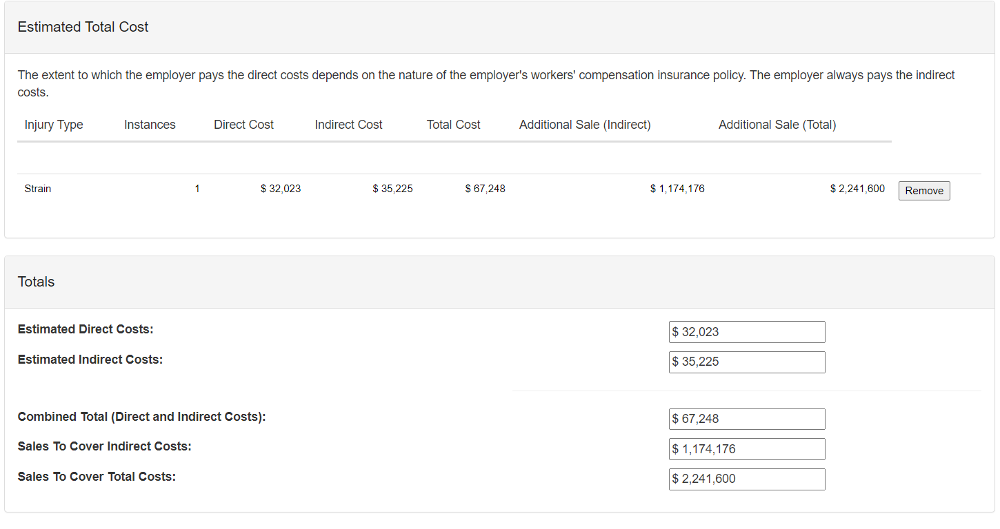 Estimated Total Cost
The extent to which the employer pays the direct costs depends on the nature of the employer's workers' compensation insurance policy. The employer always pays the indirect
costs.
Injury Type Instances Direct Cost Indirect Cost Total Cost Additional Sale (Indirect) Additional Sale (Total)
Strain 1 $ 32,023 $ 35,225 $ 67,248 $ 1,174,176 $ 2,241,600 Remove
Totals
Estimated Direct Costs: $ 32,023
Estimated Indirect Costs: $ 35,225
Combined Total (Direct and Indirect Costs): $ 67,248
Sales To Cover Indirect Costs: $ 1,174,176
Sales To Cover Total Costs: $ 2,241,600